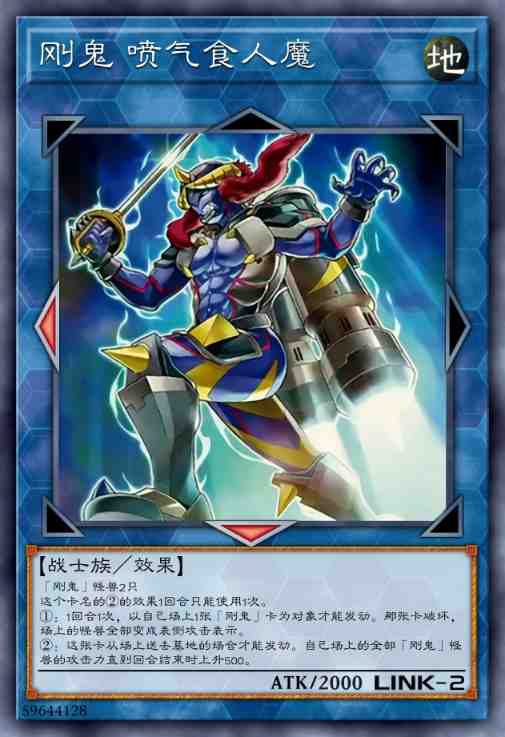 刚鬼 喷气食人魔
地
【战士族／效果】
「刚鬼」怪兽2只
这个卡名的②的效果1回合只能使用1次。
①：1回合1次，以自己场上1张「刚鬼」卡为对象才能发动。那张卡破坏，
场上的怪兽全部变成表侧攻击表示。
②：这张卡从场上送去墓地的场合才能发动。自己场上的全部「刚鬼」怪
兽的攻击力直到回合结束时上升500。
ATK/2000 LINK-2
59644128